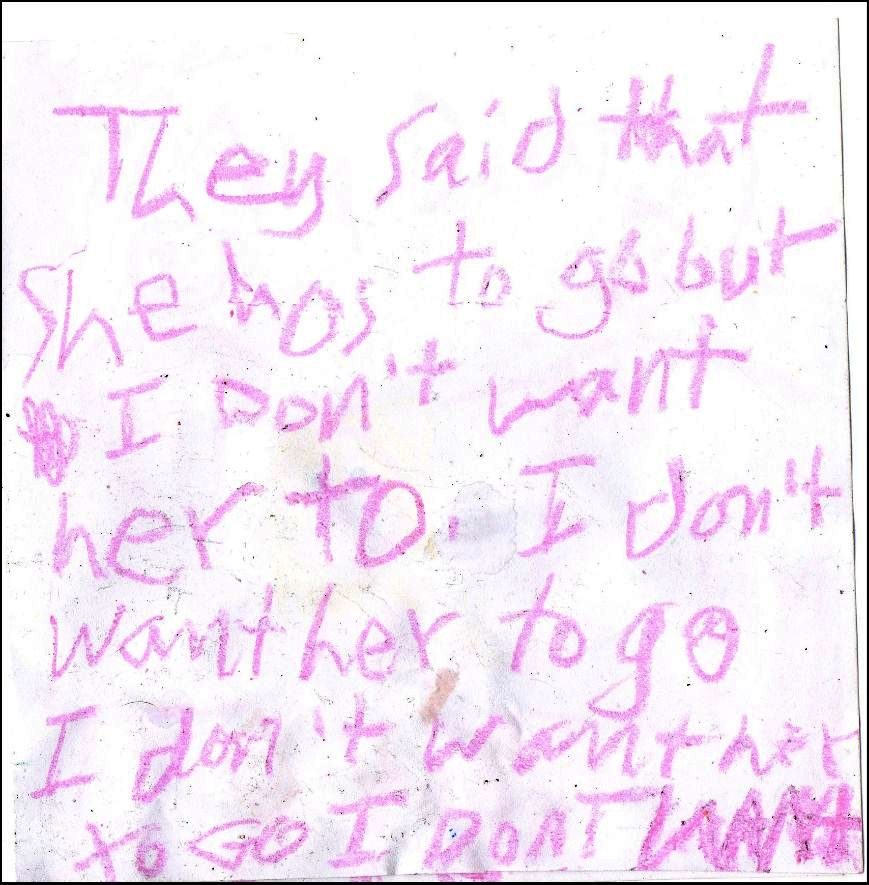 They said that
She has to go but
I Don't want
her to. I don't
want her to go
I don't want her
to GO I DONT WANT